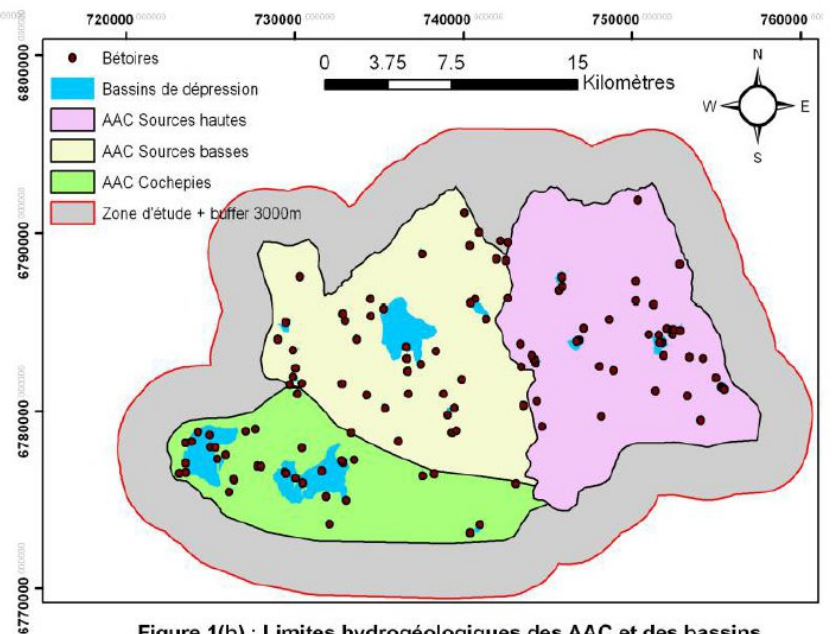 720000 730000 740000 750000 760000
6800000
6790000
6780000
6770000
Bétoires
Bassins de dépression
AAC Sources hautes
AAC Sources basses
AAC Cochepies
Zone d'étude + buffer 3000m
0 3.75 7.5 15
Kilomètres
N
W E
S
Figure 1(b) : Limites hydrogéologiques des AAC et des bassins